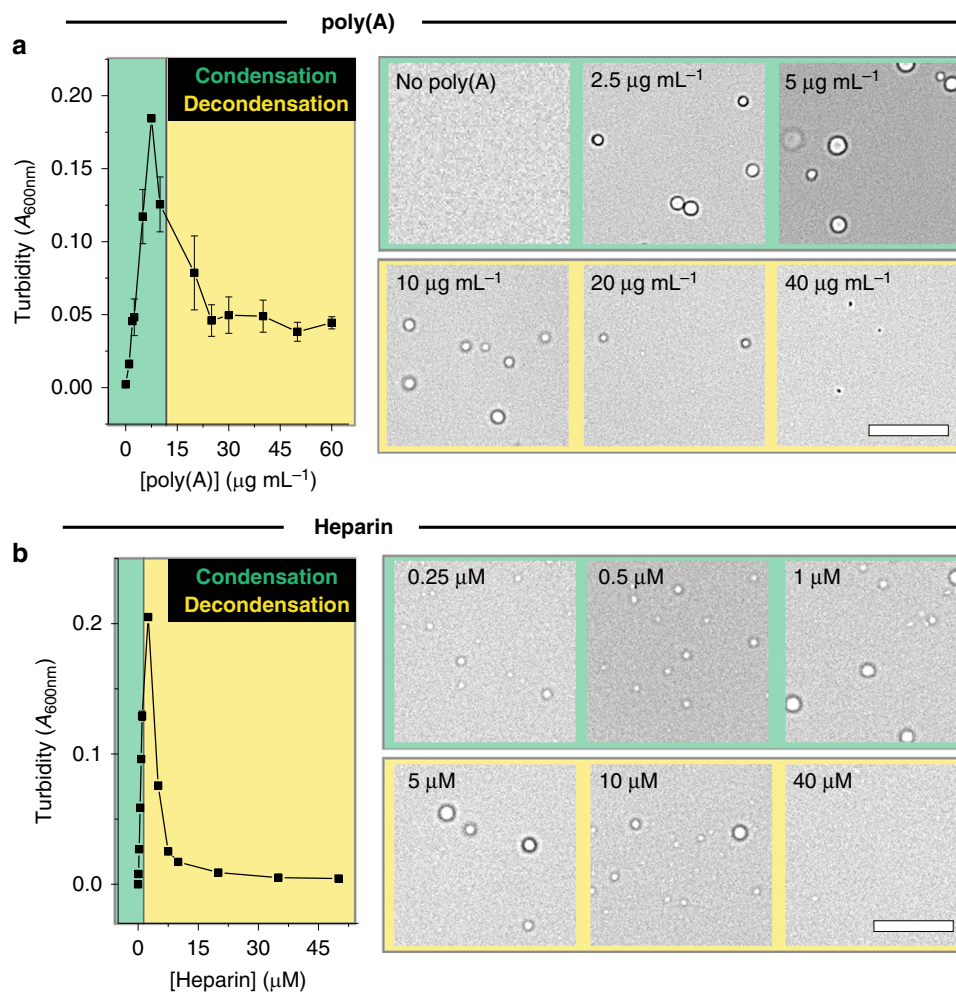 poly(A)
a
Condensation
Decondensation
0.20
0.15
0.10
0.05
0.00
Turbidity (A600nm)
0 15 30 45 60
[poly(A)] (μg mL−1)
No poly(A)
2.5 μg mL−1
5 μg mL−1
10 μg mL−1
20 μg mL−1
40 μg mL−1
Heparin
b
Condensation
Decondensation
0.2
0.1
0.0
Turbidity (A600nm)
0 15 30 45
[Heparin] (μM)
0.25 μM
0.5 μM
1 μM
5 μM
10 μM
40 μM